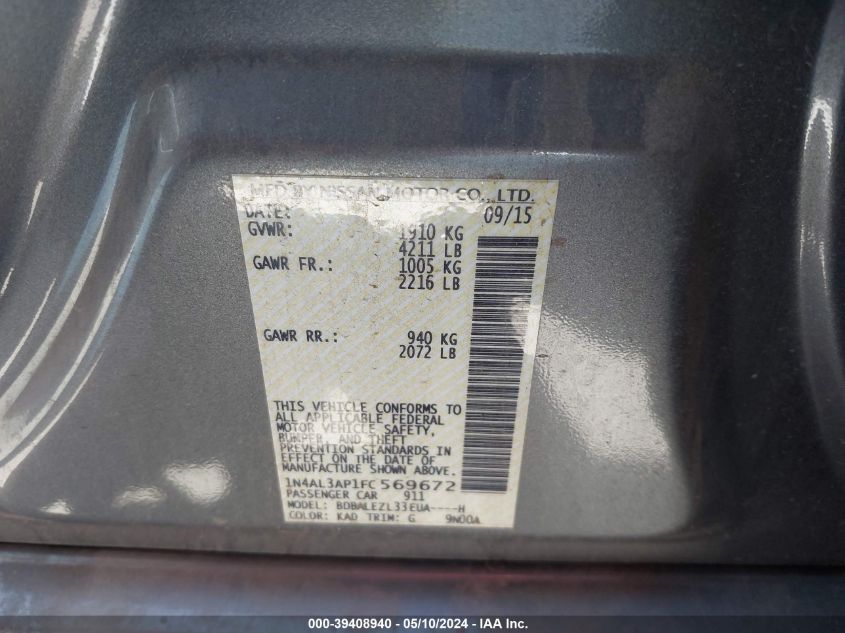 MFD BY NISSAN MOTOR CO., LTD.
DATE: 09/15
GVWR: 1910 KG
4211 LB
GAWR FR.: 1005 KG
2216 LB
GAWR RR.: 940 KG
2072 LB
THIS VEHICLE CONFORMS TO
ALL APPLICABLE FEDERAL
MOTOR VEHICLE SAFETY,
BUMPER, AND THEFT
PREVENTION STANDARDS IN
EFFECT ON THE DATE OF
MANUFACTURE SHOWN ABOVE.
1N4AL3AP1FC569672
PASSENGER CAR 911
MODEL: BDBALEZL33EUA----H
COLOR: KAD TRIM: G 9N00A
000-39408940 - 05/10/2024 - IAA Inc.